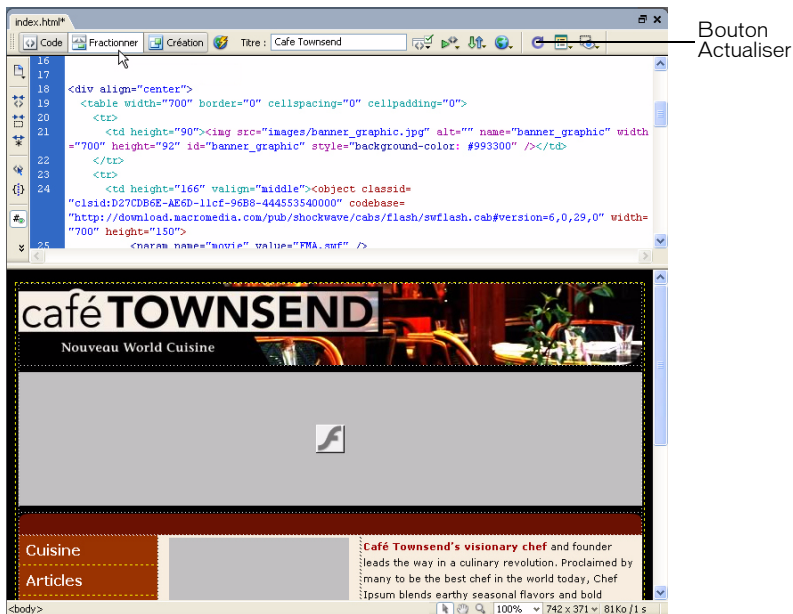 index.html*
Code Fractionner Création Titre : Cafe Townsend
Bouton
Actualiser
16
17
18 <div align="center">
19 <table width="700" border="0" cellspacing="0" cellpadding="0">
20 <tr>
21 <td height="90"><img src="images/banner_graphic.jpg" alt="" name="banner_graphic" width
="700" height="92" id="banner_graphic" style="background-color: #993300" /></td>
22 </tr>
23 <tr>
24 <td height="166" valign="middle"><object classid=
"clsid:D27CDB6E-AE6D-11cf-96B8-444553540000" codebase=
"http://download.macromedia.com/pub/shockwave/cabs/flash/swflash.cab#version=6,0,29,0" width=
"700" height="150">
25 <param name="movie" value="FMA.swf" />
café TOWNSEND
Nouveau World Cuisine
Cuisine
Articles
Café Townsend's visionary chef and founder
leads the way in a culinary revolution. Proclaimed by
many to be the best chef in the world today, Chef
Ipsum blends earthy seasonal flavors and bold
<body> 100% 742 x 371 81Ko / 1 s